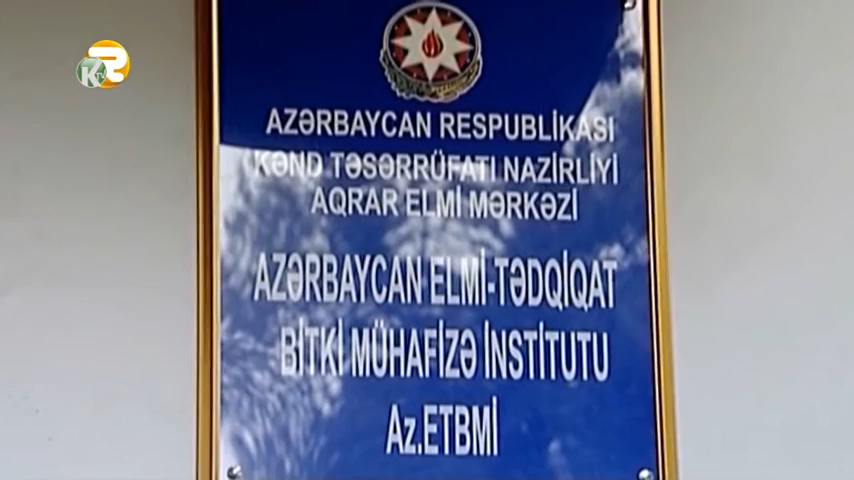 KTV
AZƏRBAYCAN RESPUBLİKASI
KƏND TƏSƏRRÜFATI NAZİRLİYİ
AQRAR ELMİ MƏRKƏZİ
AZƏRBAYCAN ELMİ-TƏDQİQAT
BİTKİ MÜHAFİZƏ İNSTİTUTU
Az.ETBMİ